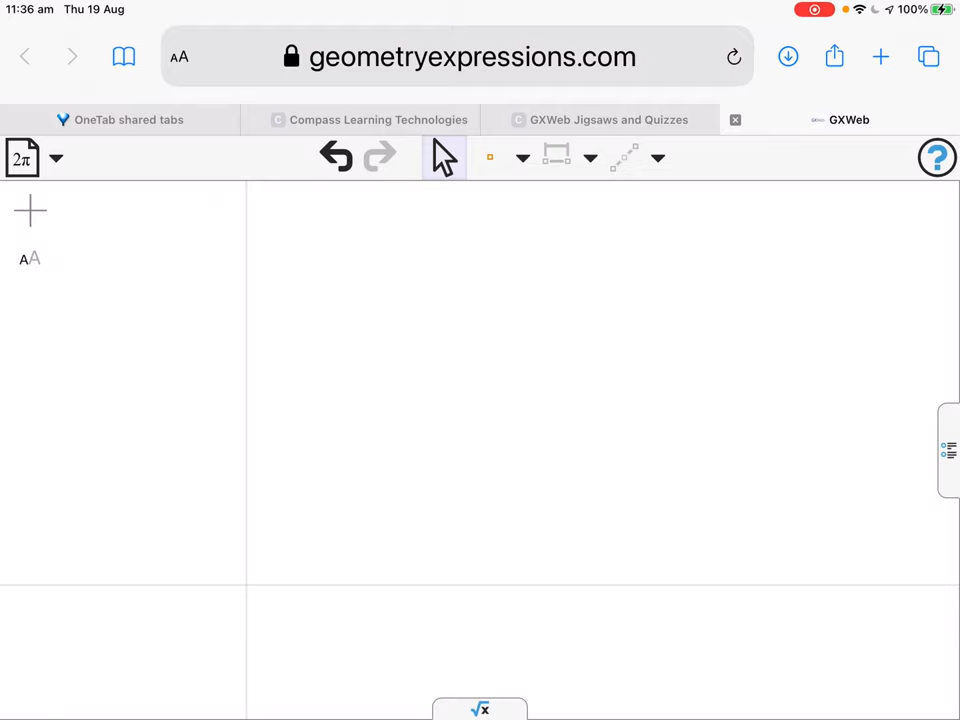 11:36 am Thu 19 Aug
100%
AA
geometryexpressions.com
OneTab shared tabs
C Compass Learning Technologies
C GXWeb Jigsaws and Quizzes
GXWeb
2π
?
AA
√x